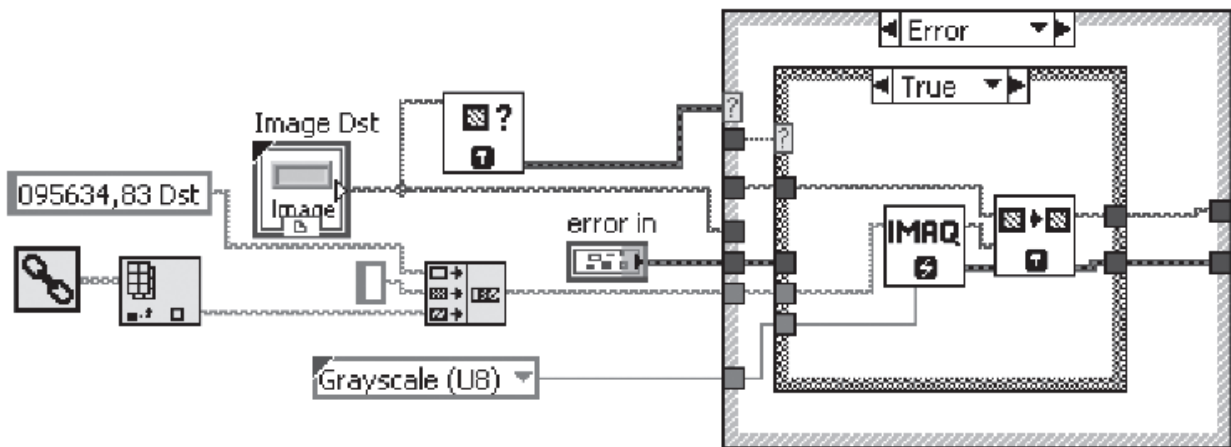 Error
True
Image Dst
?
T
?
?
095634,83 Dst
Image
error in
IMAQ
T
Grayscale (U8)